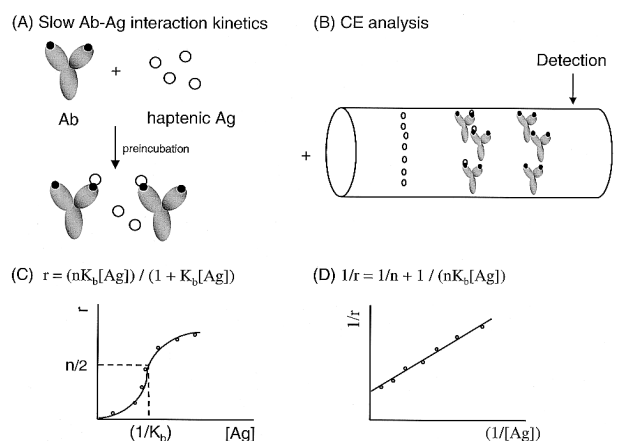 (A) Slow Ab-Ag interaction kinetics
+
Ab
haptenic Ag
preincubation
(B) CE analysis
Detection
+
(C) r = (nK_b[Ag]) / (1 + K_b[Ag])
r
n/2
(1/K_b)
[Ag]
(D) 1/r = 1/n + 1 / (nK_b[Ag])
1/r
(1/[Ag])